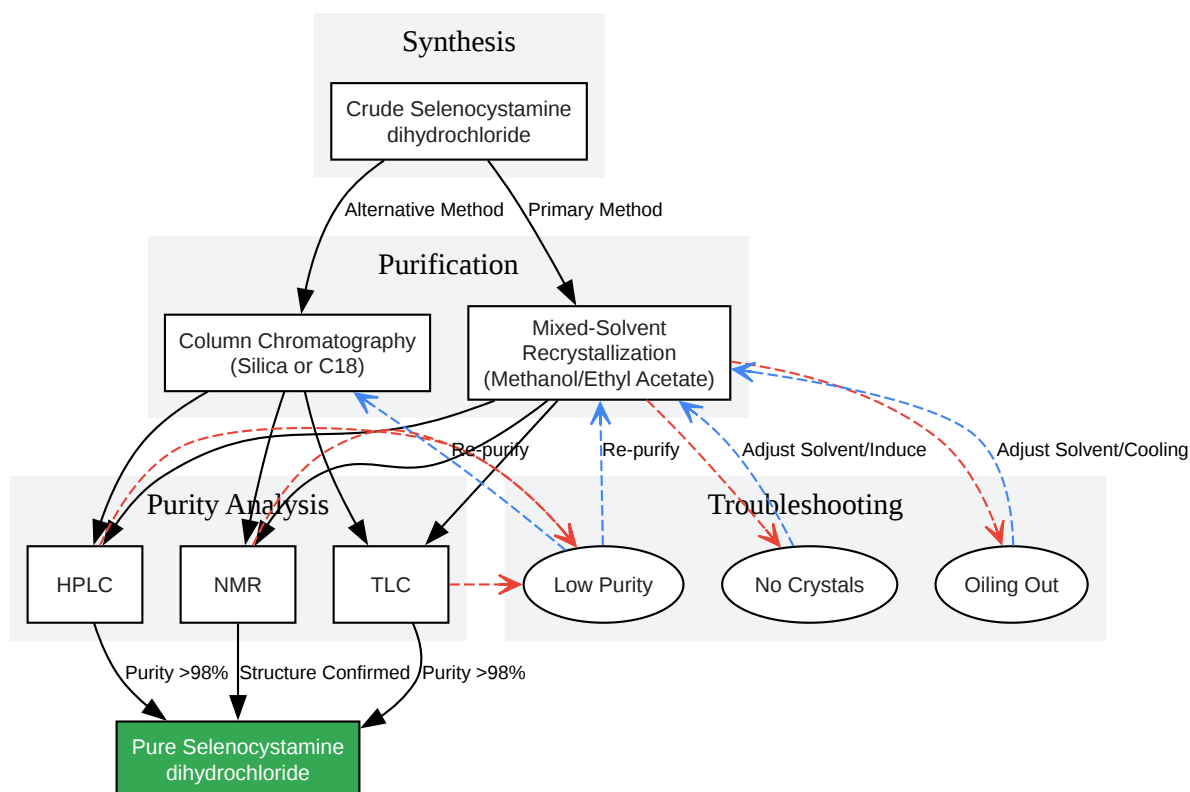 Synthesis
Crude Selenocystamine
dihydrochloride
Alternative Method
Primary Method
Purification
Column Chromatography
(Silica or C18)
Mixed-Solvent
Recrystallization
(Methanol/Ethyl Acetate)
Re-purify
Re-purify
Adjust Solvent/Induce
Adjust Solvent/Cooling
Purity Analysis
Troubleshooting
HPLC
NMR
TLC
Low Purity
No Crystals
Oiling Out
Purity >98%
Structure Confirmed
Purity >98%
Pure Selenocystamine
dihydrochloride